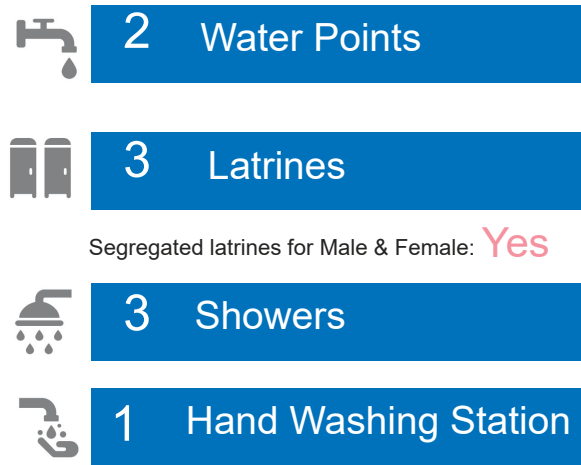 2 Water Points
3 Latrines
Segregated latrines for Male & Female: Yes
3 Showers
1 Hand Washing Station